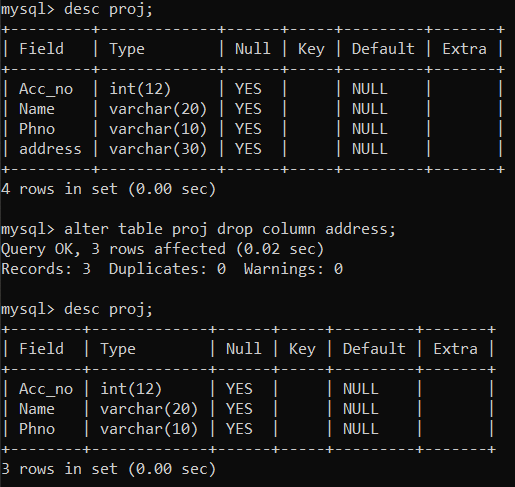 mysql> desc proj;
+---------+-------------+------+-----+---------+-------+
| Field   | Type        | Null | Key | Default | Extra |
+---------+-------------+------+-----+---------+-------+
| Acc_no  | int(12)     | YES  |     | NULL    |       |
| Name    | varchar(20) | YES  |     | NULL    |       |
| Phno    | varchar(10) | YES  |     | NULL    |       |
| address | varchar(30) | YES  |     | NULL    |       |
+---------+-------------+------+-----+---------+-------+
4 rows in set (0.00 sec)
mysql> alter table proj drop column address;
Query OK, 3 rows affected (0.02 sec)
Records: 3  Duplicates: 0  Warnings: 0
mysql> desc proj;
+--------+-------------+------+-----+---------+-------+
| Field  | Type        | Null | Key | Default | Extra |
+--------+-------------+------+-----+---------+-------+
| Acc_no | int(12)     | YES  |     | NULL    |       |
| Name   | varchar(20) | YES  |     | NULL    |       |
| Phno   | varchar(10) | YES  |     | NULL    |       |
+--------+-------------+------+-----+---------+-------+
3 rows in set (0.00 sec)